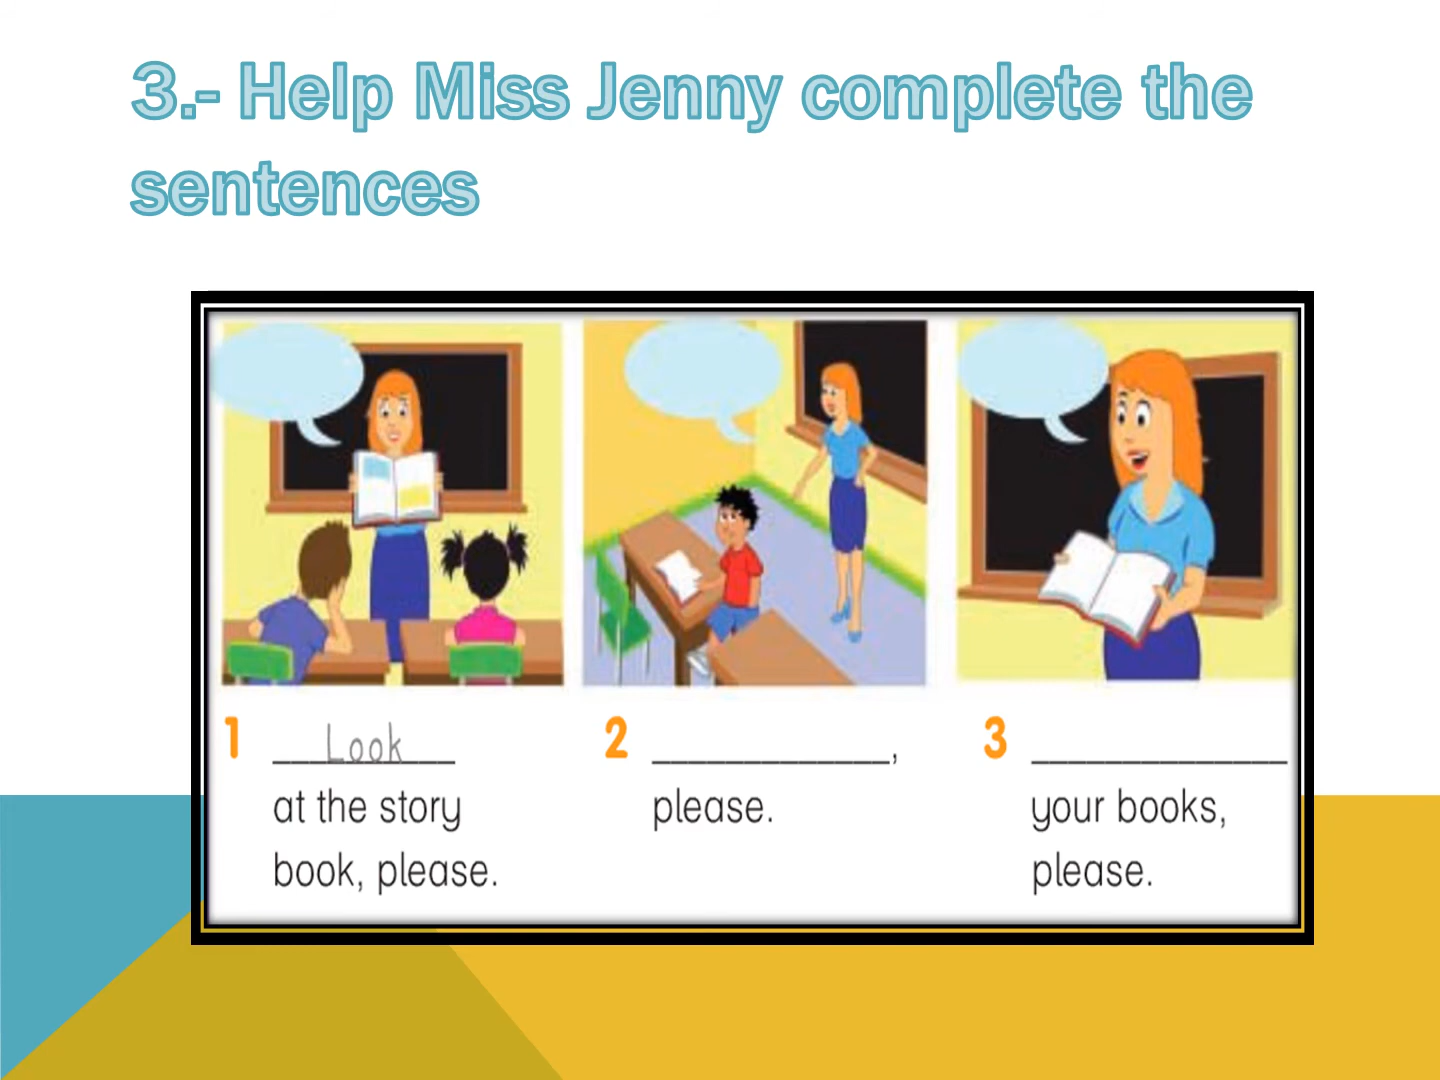 3.- Help Miss Jenny complete the
sentences
1 ___Look___
at the story
book, please.
2 _____________,
please.
3 ______________
your books,
please.